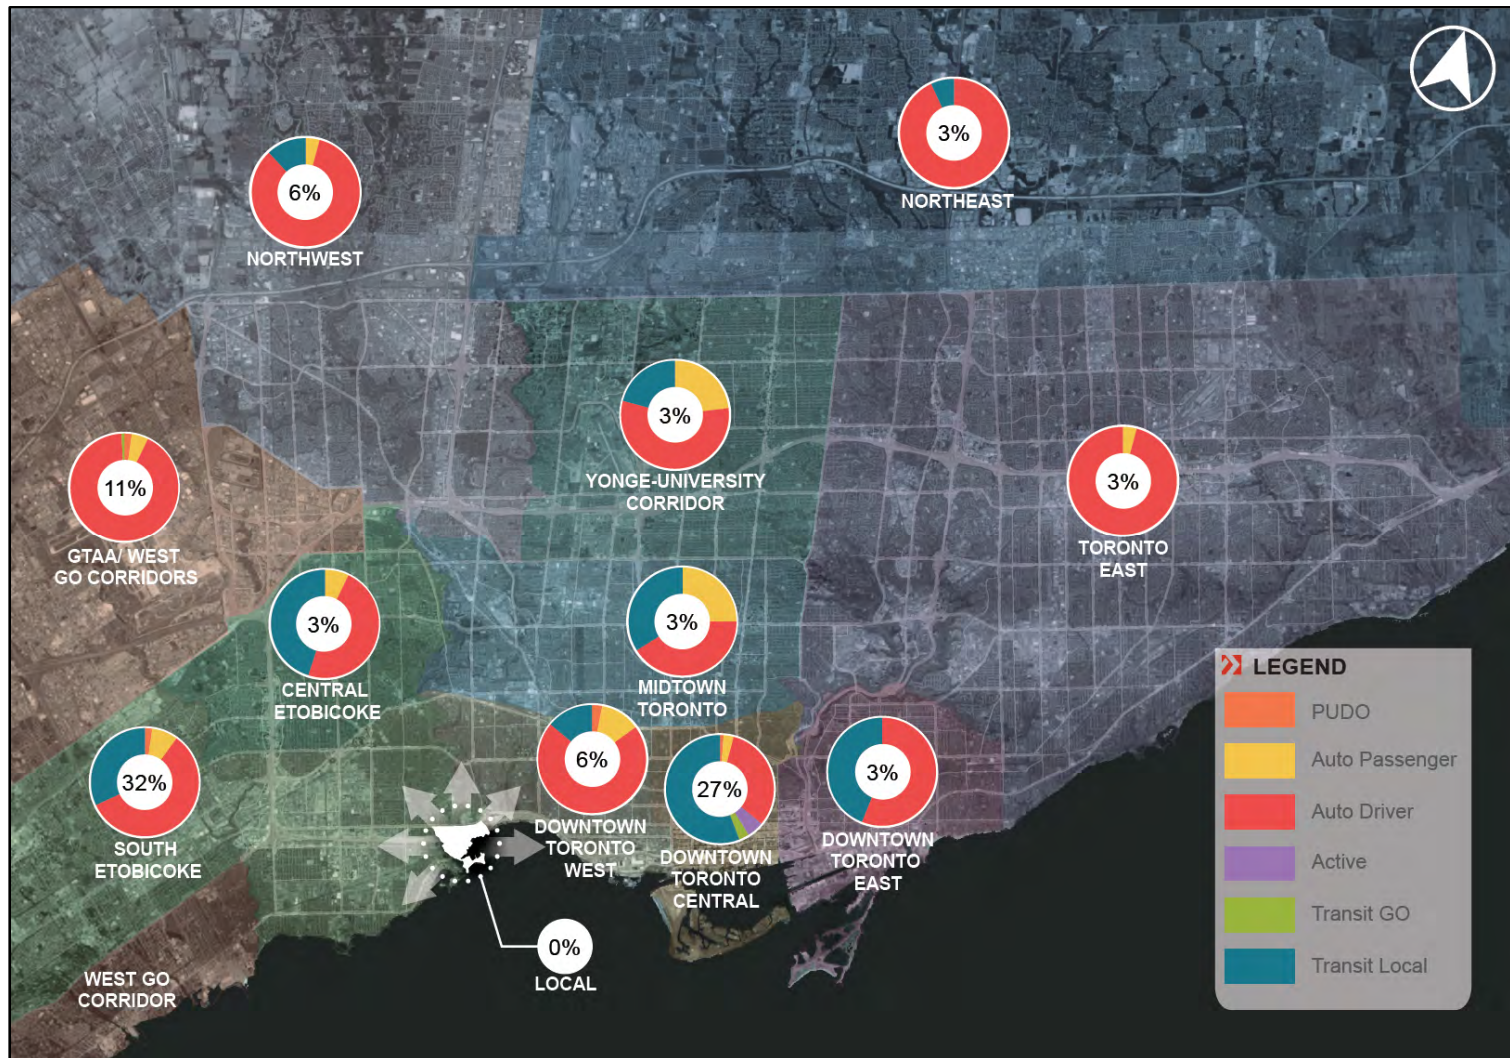 3%
NORTHEAST
6%
NORTHWEST
3%
YONGE-UNIVERSITY
CORRIDOR
3%
TORONTO
EAST
11%
GTAA/ WEST
GO CORRIDORS
3%
CENTRAL
ETOBICOKE
3%
MIDTOWN
TORONTO
32%
SOUTH
ETOBICOKE
6%
DOWNTOWN
TORONTO
WEST
27%
DOWNTOWN
TORONTO
CENTRAL
3%
DOWNTOWN
TORONTO
EAST
0%
LOCAL
WEST GO
CORRIDOR
LEGEND
PUDO
Auto Passenger
Auto Driver
Active
Transit GO
Transit Local